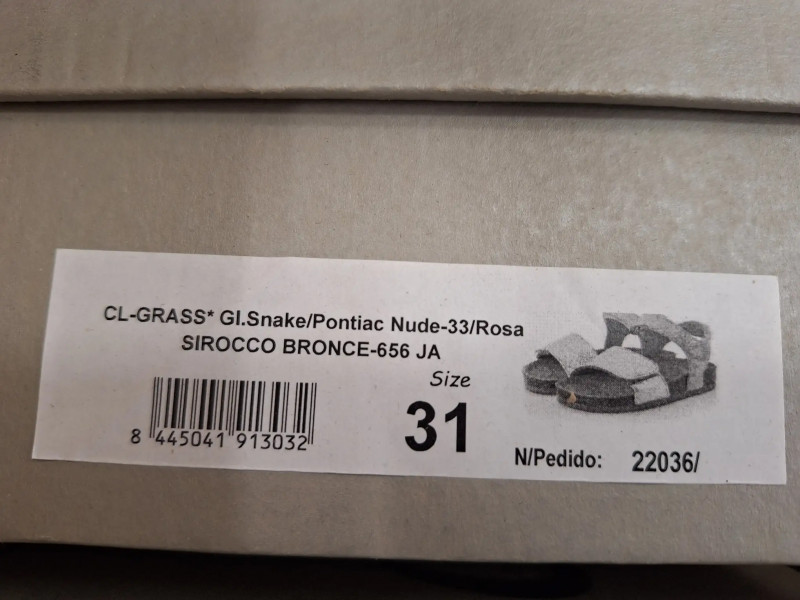 CL-GRASS* Gl.Snake/Pontiac Nude-33/Rosa
SIROCCO BRONCE-656 JA
Size
31
8 445041 913032
N/Pedido: 22036/